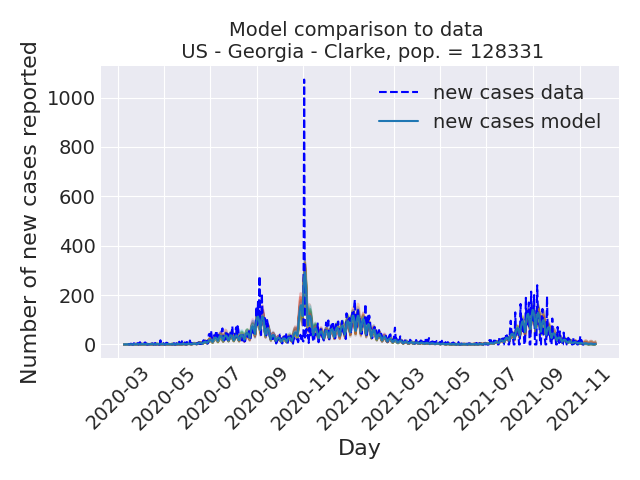 Model comparison to data
US - Georgia - Clarke, pop. = 128331
Number of new cases reported
1000
800
600
400
200
0
new cases data
new cases model
2020-03
2020-05
2020-07
2020-09
2020-11
2021-01
2021-03
2021-05
2021-07
2021-09
2021-11
Day